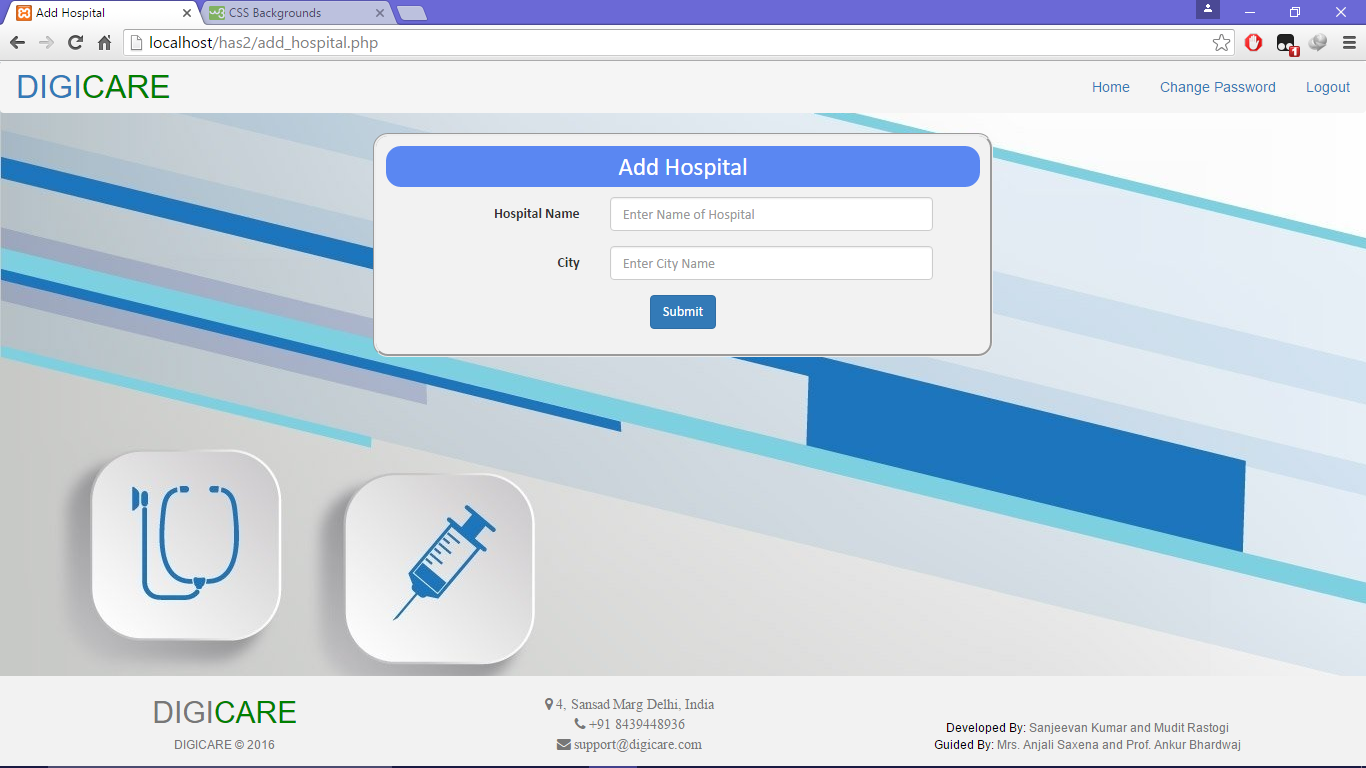 Add Hospital
CSS Backgrounds
localhost/has2/add_hospital.php
1
DIGICARE
Home
Change Password
Logout
Add Hospital
Hospital Name
Enter Name of Hospital
City
Enter City Name
Submit
DIGICARE
DIGICARE © 2016
4, Sansad Marg Delhi, India
+91 8439448936
support@digicare.com
Developed By: Sanjeevan Kumar and Mudit Rastogi
Guided By: Mrs. Anjali Saxena and Prof. Ankur Bhardwaj